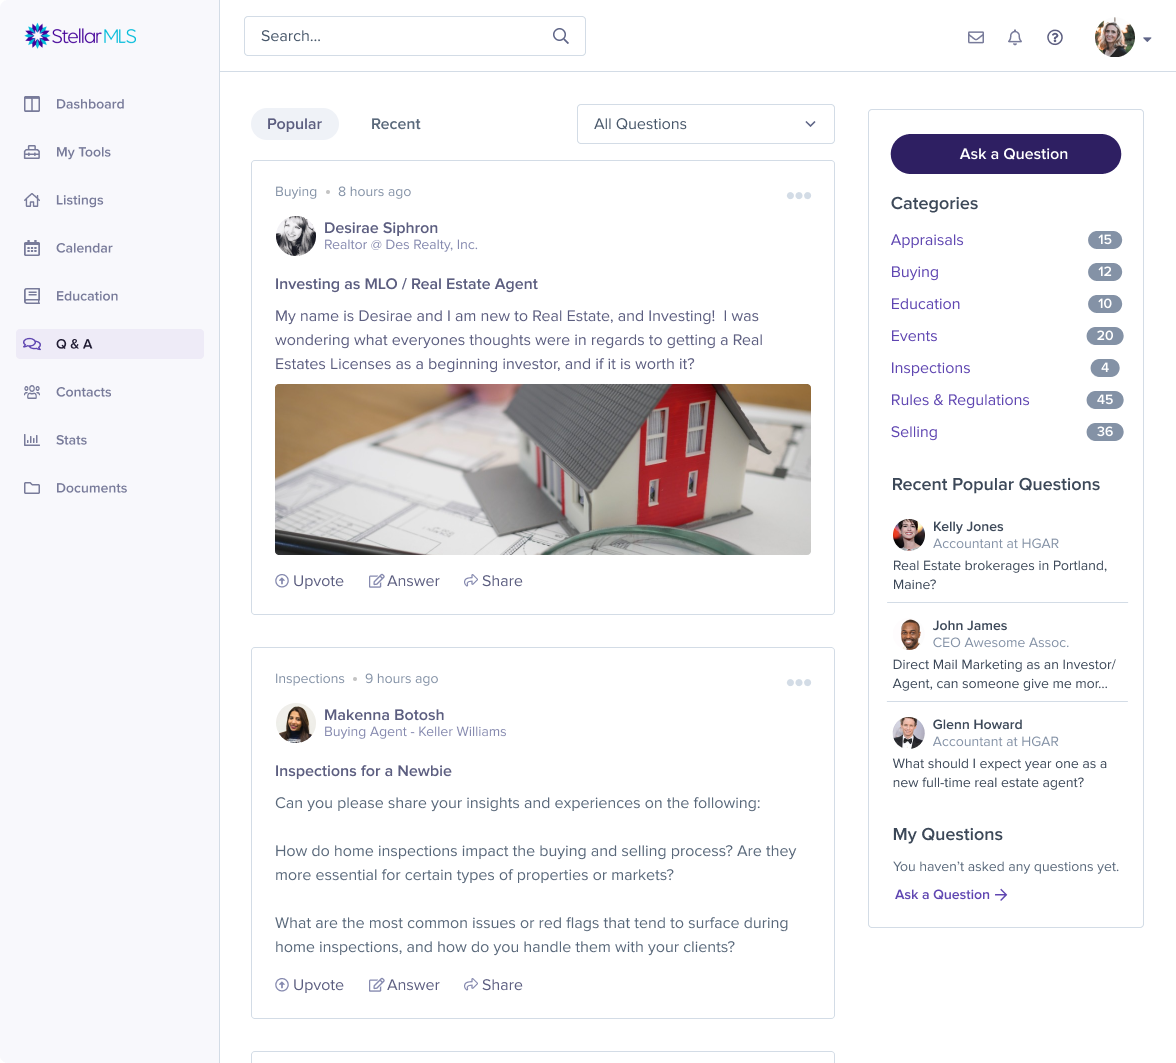 StellarMLS
Dashboard
My Tools
Listings
Calendar
Education
Q & A
Contacts
Stats
Documents
Search...
Popular
Recent
All Questions
Buying • 8 hours ago
Desirae Siphron
Realtor @ Des Realty, Inc.
Investing as MLO / Real Estate Agent
My name is Desirae and I am new to Real Estate, and Investing!  I was
wondering what everyones thoughts were in regards to getting a Real
Estates Licenses as a beginning investor, and if it is worth it?
Upvote
Answer
Share
Inspections • 9 hours ago
Makenna Botosh
Buying Agent - Keller Williams
Inspections for a Newbie
Can you please share your insights and experiences on the following:
How do home inspections impact the buying and selling process? Are they
more essential for certain types of properties or markets?
What are the most common issues or red flags that tend to surface during
home inspections, and how do you handle them with your clients?
Upvote
Answer
Share
Ask a Question
Categories
Appraisals 15
Buying 12
Education 10
Events 20
Inspections 4
Rules & Regulations 45
Selling 36
Recent Popular Questions
Kelly Jones
Accountant at HGAR
Real Estate brokerages in Portland,
Maine?
John James
CEO Awesome Assoc.
Direct Mail Marketing as an Investor/
Agent, can someone give me mor...
Glenn Howard
Accountant at HGAR
What should I expect year one as a
new full-time real estate agent?
My Questions
You haven't asked any questions yet.
Ask a Question →